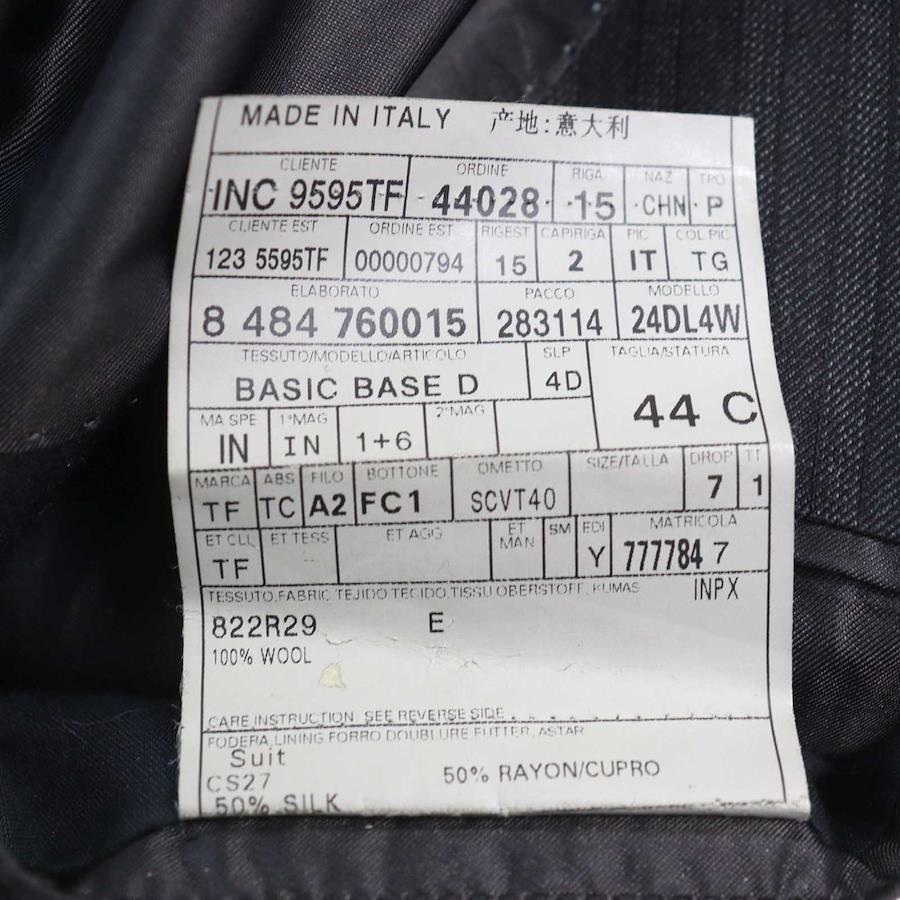 MADE IN ITALY 产地:意大利
CLIENTE ORDINE RIGA NAZ TPO
INC 9595TF 44028 15 CHN P
CLIENTE EST ORDINE EST RIGEST CAPIRIGA PIC COL PIC
123 5595TF 00000794 15 2 IT TG
ELABORATO PACCO MODELLO
8 484 760015 283114 24DL4W
TESSUTO/MODELLO/ARTICOLO SLP TAGLIA/STATURA
BASIC BASE D 4D 44 C
MA SPE 1°MAG 2°MAG
IN IN 1+6
MARCA ABS FILO BOTTONE OMETTO SIZE/TALLA DROP TT
TF TC A2 FC1 SCVT40 7 1
ET CLI ET TESS ET AGG ET MAN SM EDI MATRICOLA
TF Y 777784 7
TESSUTO,FABRIC,TEJIDO,TECIDO,TISSU OBERSTOFF, KUMAS INPX
822R29 E
100% WOOL
CARE INSTRUCTION: SEE REVERSE SIDE
FODERA, LINING FORRO DOUBLURE FUTTER, ASTAR
Suit
CS27 50% RAYON/CUPRO
50% SILK